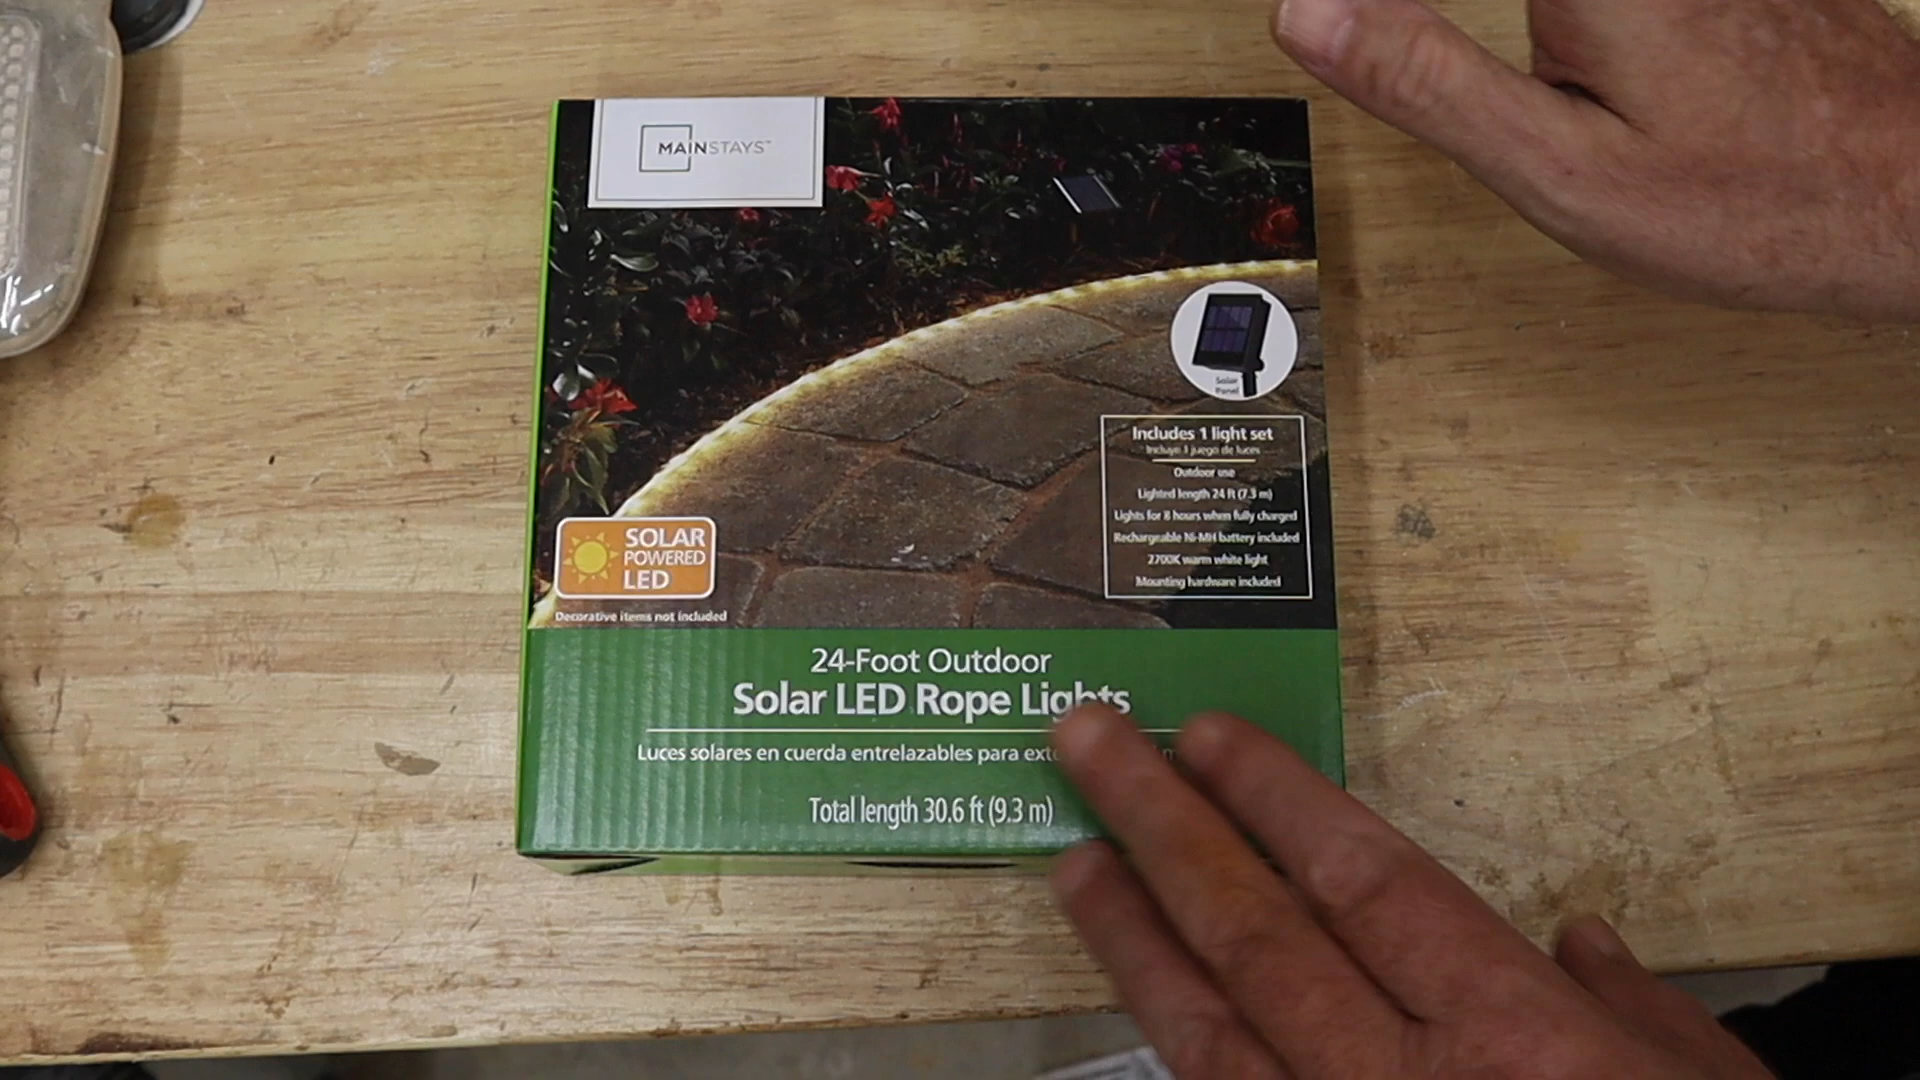 MAINSTAYS™
Solar
Panel
Includes 1 light set
Incluye 1 juego de luces
Outdoor use
Lighted length 24 ft (7.3 m)
Lights for 8 hours when fully charged
Rechargeable Ni-MH battery included
2700K warm white light
Mounting hardware included
SOLAR
POWERED
LED
Decorative items not included
24-Foot Outdoor
Solar LED Rope Lights
Luces solares en cuerda entrelazables para
Total length 30.6 ft (9.3 m)